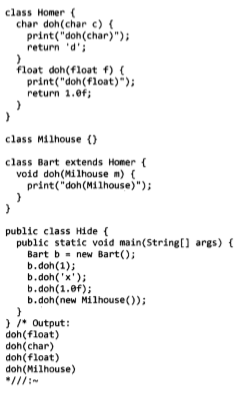 class Homer {
  char doh(char c) {
    print("doh(char)");
    return 'd';
  }
  float doh(float f) {
    print("doh(float)");
    return 1.0f;
  }
}

class Milhouse {}

class Bart extends Homer {
  void doh(Milhouse m) {
    print("doh(Milhouse)");
  }
}

public class Hide {
  public static void main(String[] args) {
    Bart b = new Bart();
    b.doh(1);
    b.doh('x');
    b.doh(1.0f);
    b.doh(new Milhouse());
  }
} /* Output:
doh(float)
doh(char)
doh(float)
doh(Milhouse)
*///:~